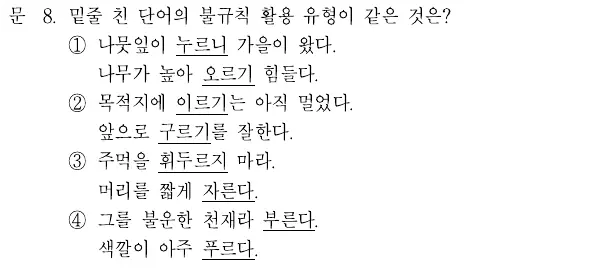 문 8. 밑줄 친 단어의 불규칙 활용 유형이 같은 것은?
① 나뭇잎이 누르니 가을이 왔다.
나무가 높아 오르기 힘들다.
② 목적지에 이르기는 아직 멀었다.
앞으로 구르기를 잘한다.
③ 주먹을 휘두르지 마라.
머리를 짧게 자른다.
④ 그를 불운한 천재라 부른다.
색깔이 아주 푸르다.